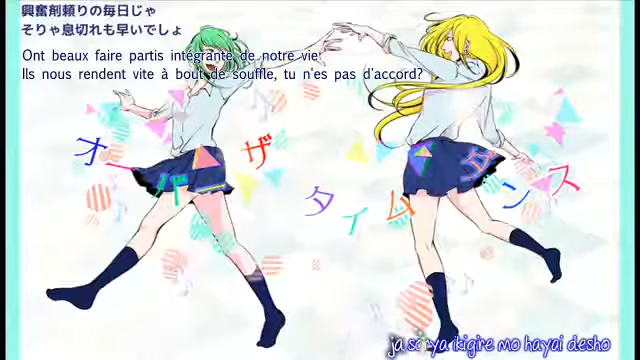 興奮剤頼りの毎日じゃ
そりゃ息切れも早いでしょ
Ont beaux faire partis intégrante de notre vie
Ils nous rendent vite à bout de souffle, tu n'es pas d'accord?
オーバーザ
タイムダンス
ja sorya ikigire mo hayai desho